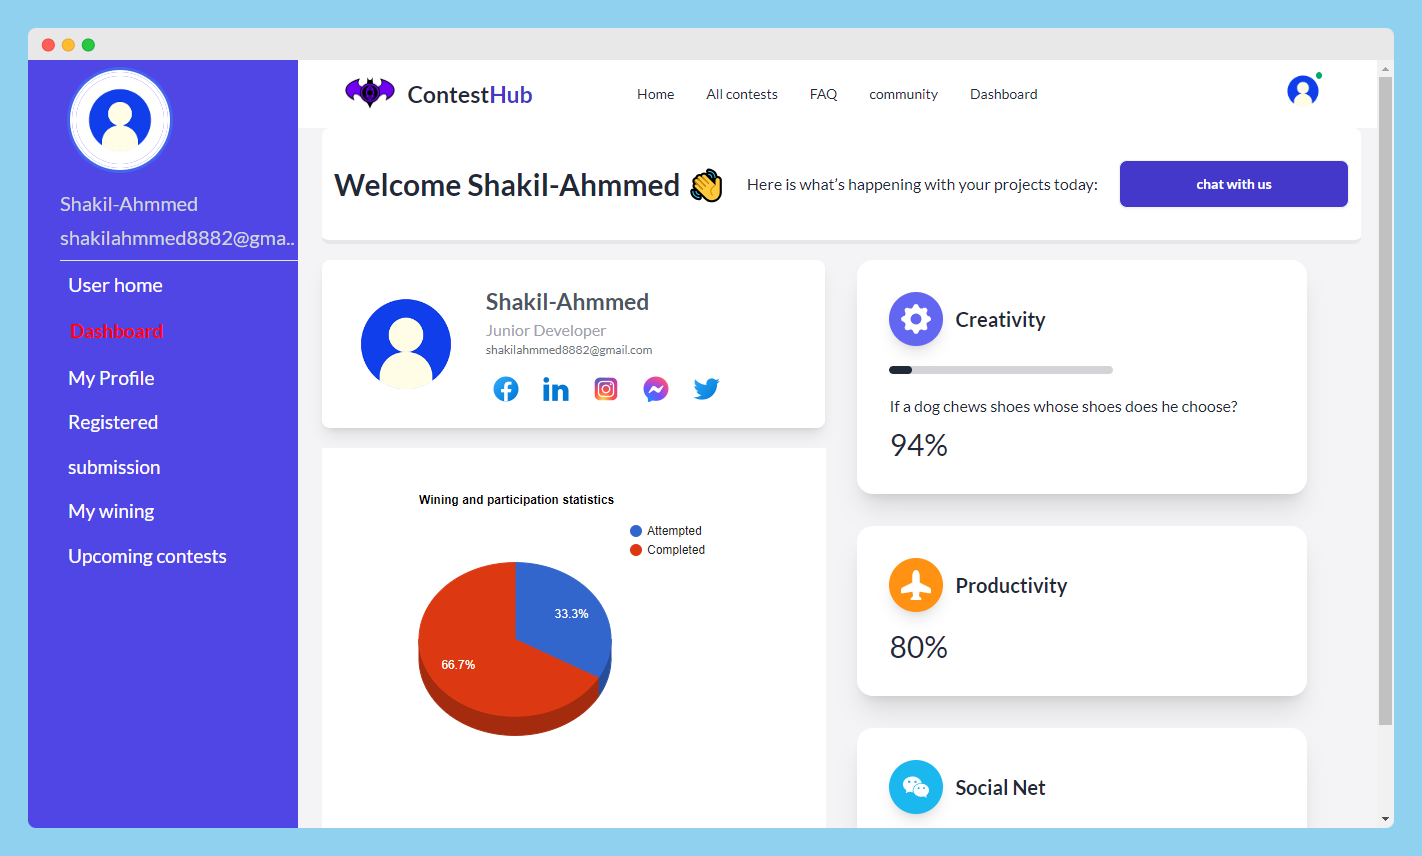 Shakil-Ahmmed
shakilahmmed8882@gma..
User home
Dashboard
My Profile
Registered
submission
My wining
Upcoming contests
ContestHub
Home
All contests
FAQ
community
Dashboard
Welcome Shakil-Ahmmed 👋
Here is what’s happening with your projects today:
chat with us
Shakil-Ahmmed
Junior Developer
shakilahmmed8882@gmail.com
Wining and participation statistics
Attempted
Completed
33.3%
66.7%
Creativity
If a dog chews shoes whose shoes does he choose?
94%
Productivity
80%
Social Net